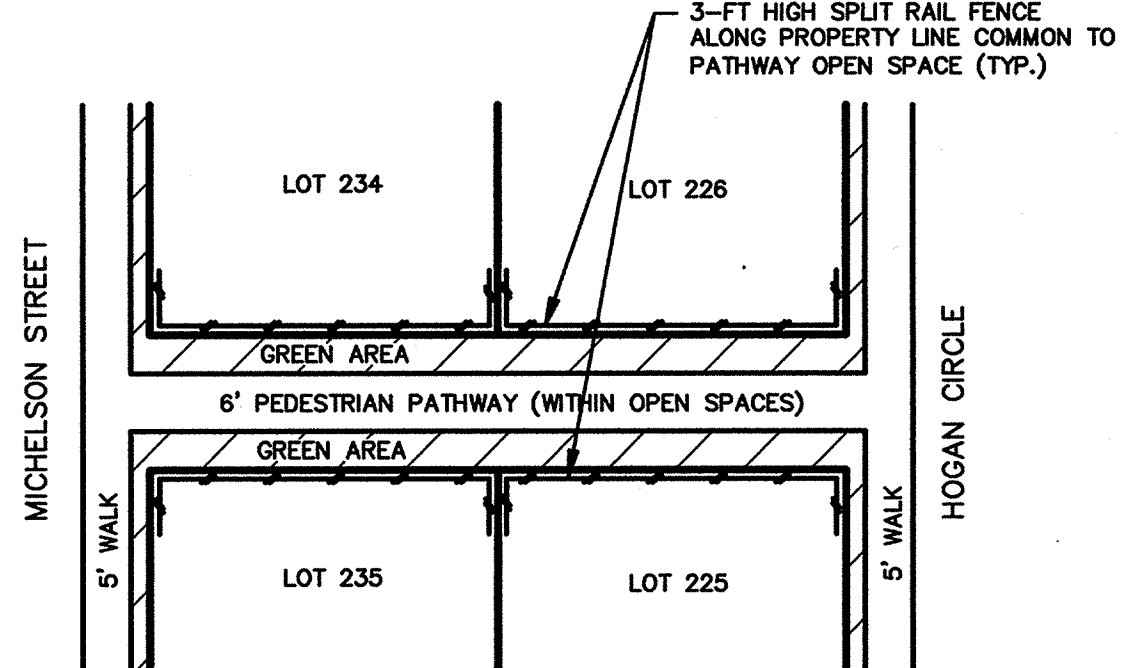 3-FT HIGH SPLIT RAIL FENCE
ALONG PROPERTY LINE COMMON TO
PATHWAY OPEN SPACE (TYP.)
LOT 234
LOT 226
MICHELSON STREET
HOGAN CIRCLE
GREEN AREA
6' PEDESTRIAN PATHWAY (WITHIN OPEN SPACES)
GREEN AREA
5' WALK
5' WALK
LOT 235
LOT 225